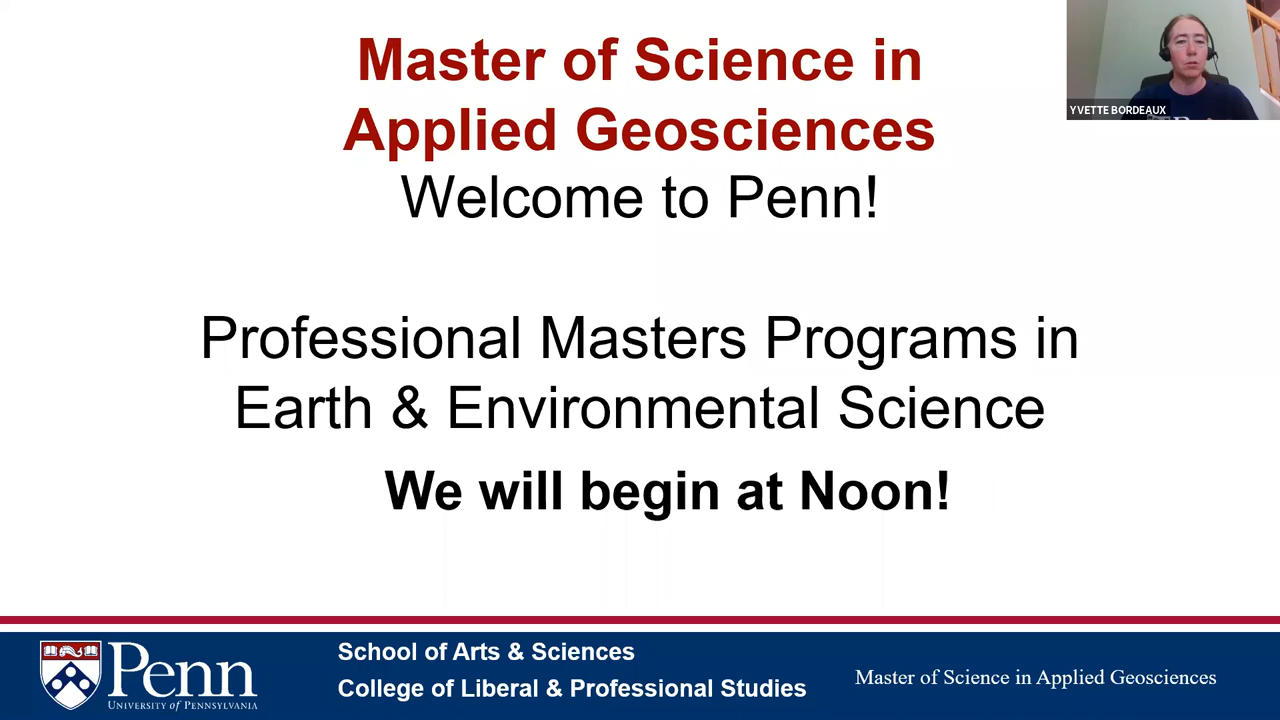 Master of Science in
Applied Geosciences
Welcome to Penn!
YVETTE BORDEAUX
Professional Masters Programs in
Earth & Environmental Science
We will begin at Noon!
Penn
UNIVERSITY of PENNSYLVANIA
School of Arts & Sciences
College of Liberal & Professional Studies
Master of Science in Applied Geosciences